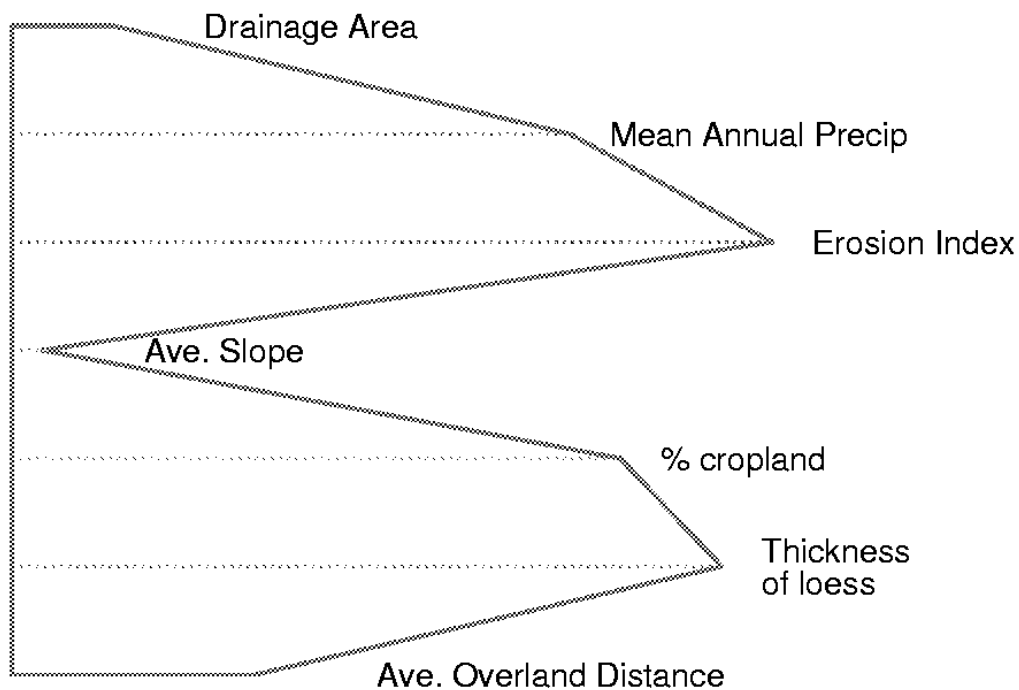 Drainage Area
Mean Annual Precip
Erosion Index
Ave. Slope
% cropland
Thickness
of loess
Ave. Overland Distance